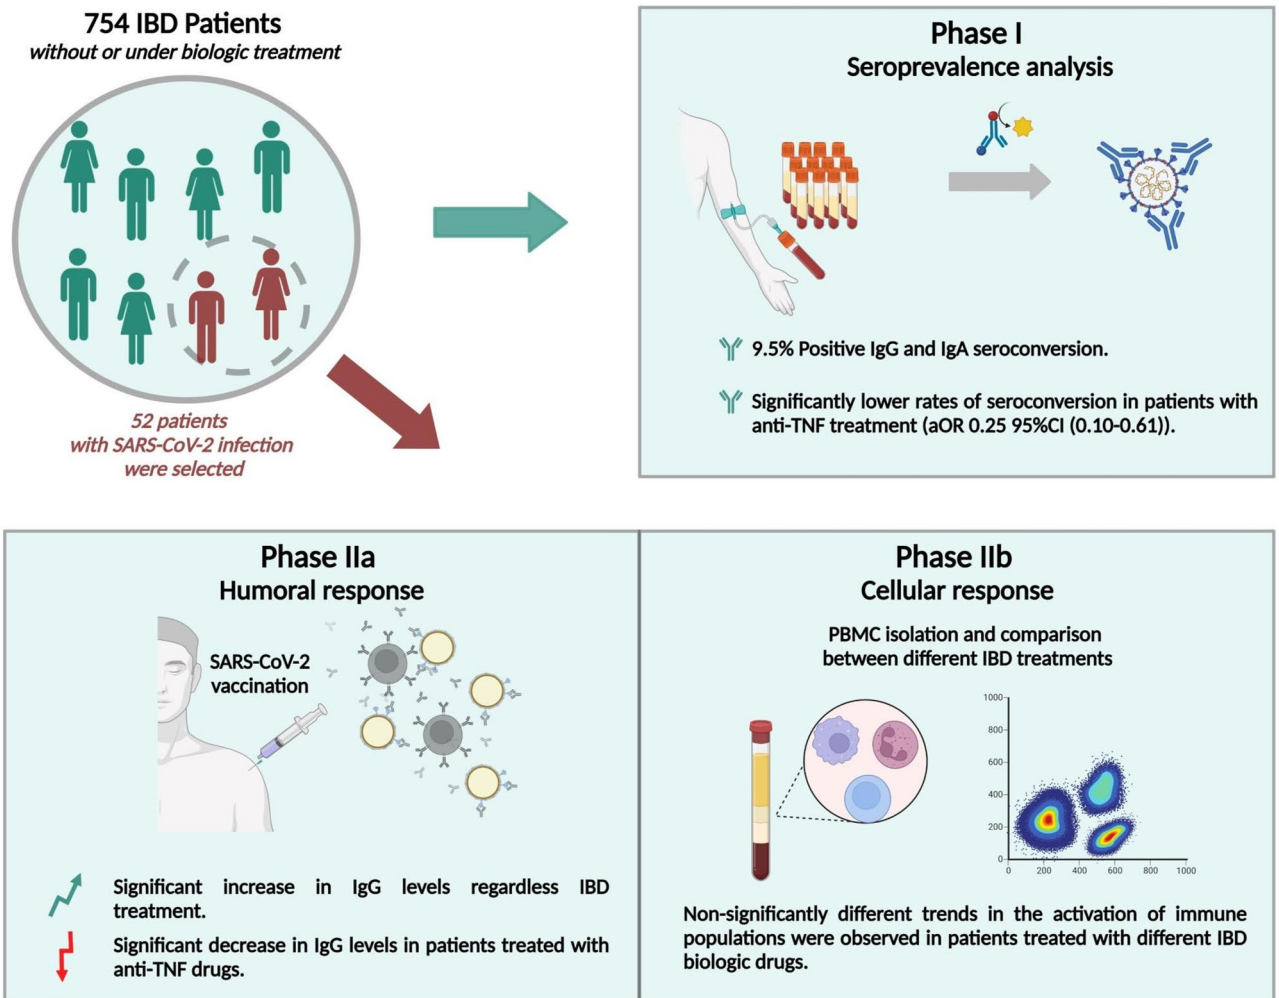 754 IBD Patients
without or under biologic treatment
52 patients
with SARS-CoV-2 infection
were selected
Phase I
Seroprevalence analysis
9.5% Positive IgG and IgA seroconversion.
Significantly lower rates of seroconversion in patients with
anti-TNF treatment (aOR 0.25 95%CI (0.10-0.61)).
Phase IIa
Humoral response
SARS-CoV-2
vaccination
Significant increase in IgG levels regardless IBD
treatment.
Significant decrease in IgG levels in patients treated with
anti-TNF drugs.
Phase IIb
Cellular response
PBMC isolation and comparison
between different IBD treatments
1000
800
600
400
200
0
0 200 400 600 800 1000
Non-significantly different trends in the activation of immune
populations were observed in patients treated with different IBD
biologic drugs.